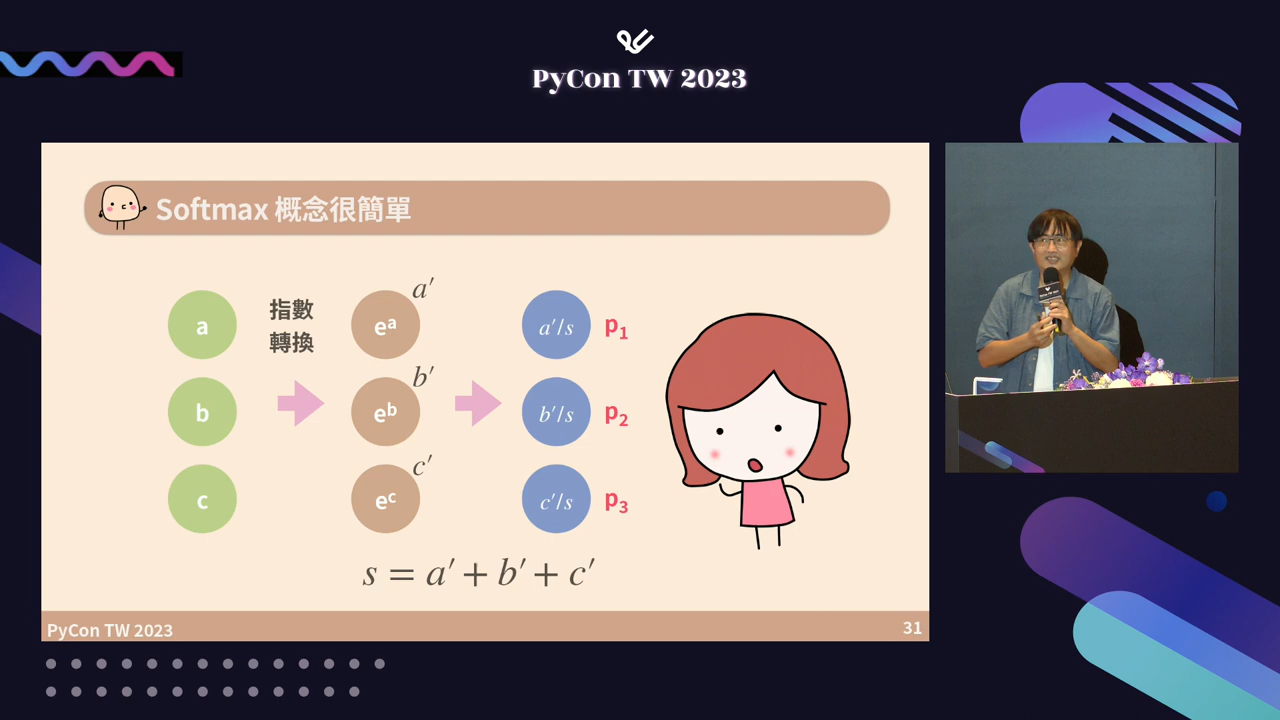 PyCon TW 2023
Softmax 概念很簡單
a
b
c
指數
轉換
eᵃ
a′
eᵇ
b′
eᶜ
c′
a′/s
p₁
b′/s
p₂
c′/s
p₃
s = a′ + b′ + c′
PyCon TW 2023
31